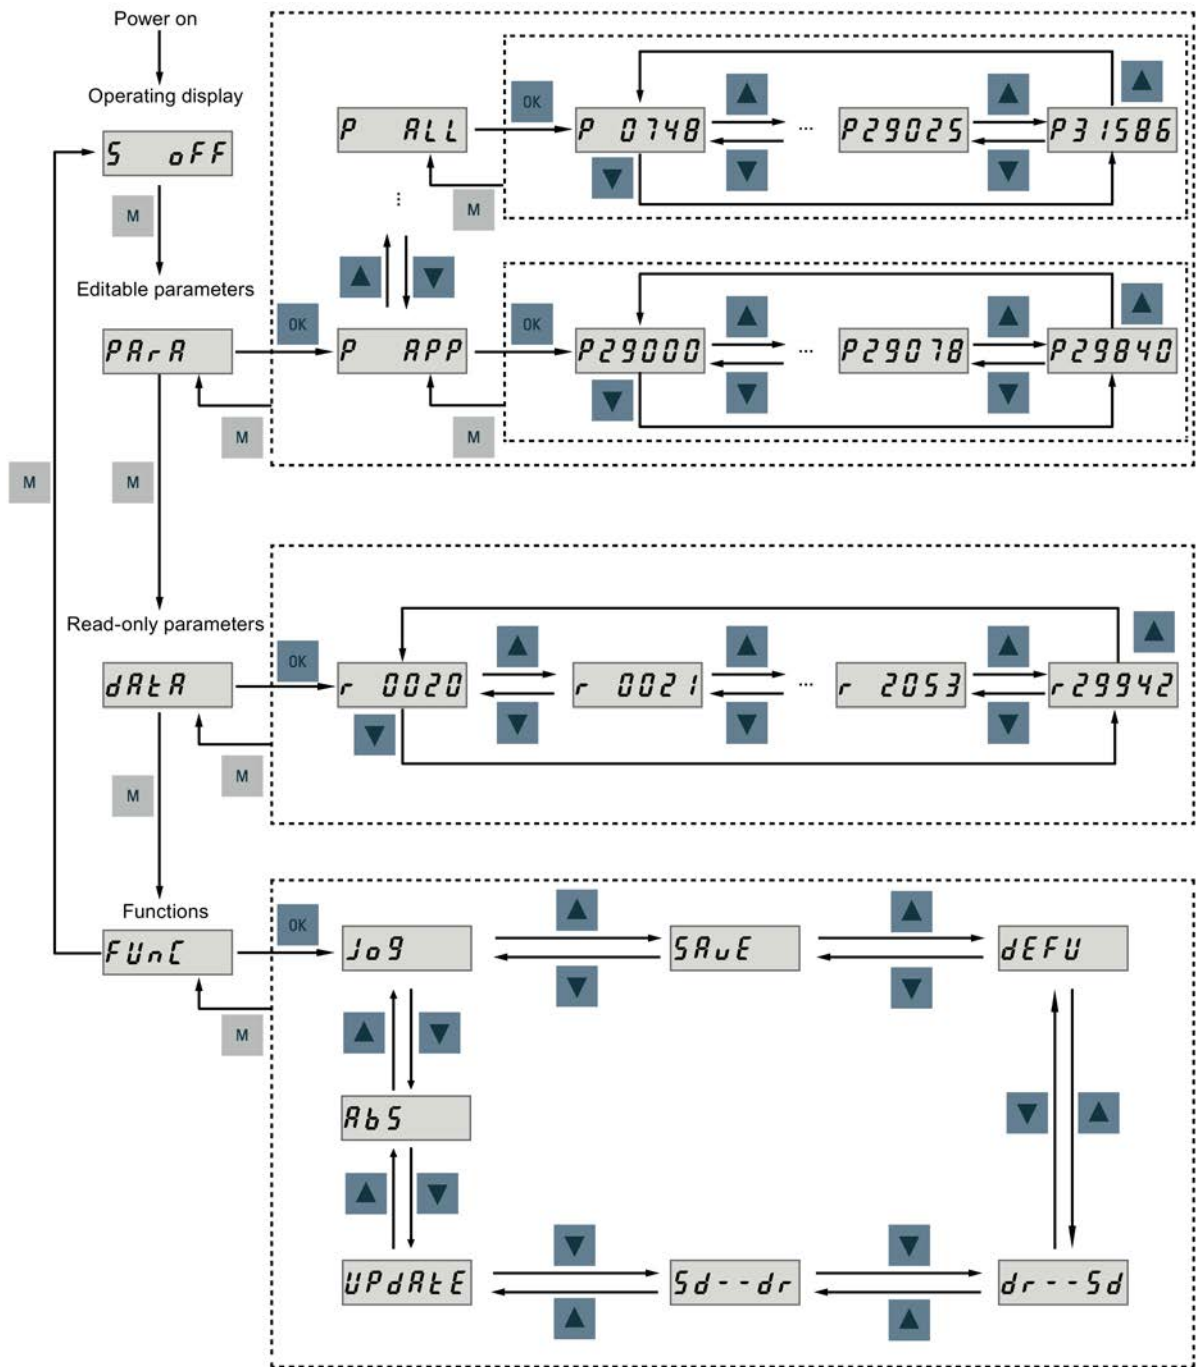 Power on
Operating display
S oFF
M
Editable parameters
PArA
OK
M
P ALL
OK
P 0748
...
P29025
P31586
M
⋮
P APP
OK
P29000
...
P29078
P29840
M
M
M
Read-only parameters
dAtA
OK
r 0020
r 0021
...
r 2053
r29942
M
M
Functions
FUnC
OK
Jog
SAvE
dEFU
M
AbS
UPdAtE
Sd--dr
dr--Sd